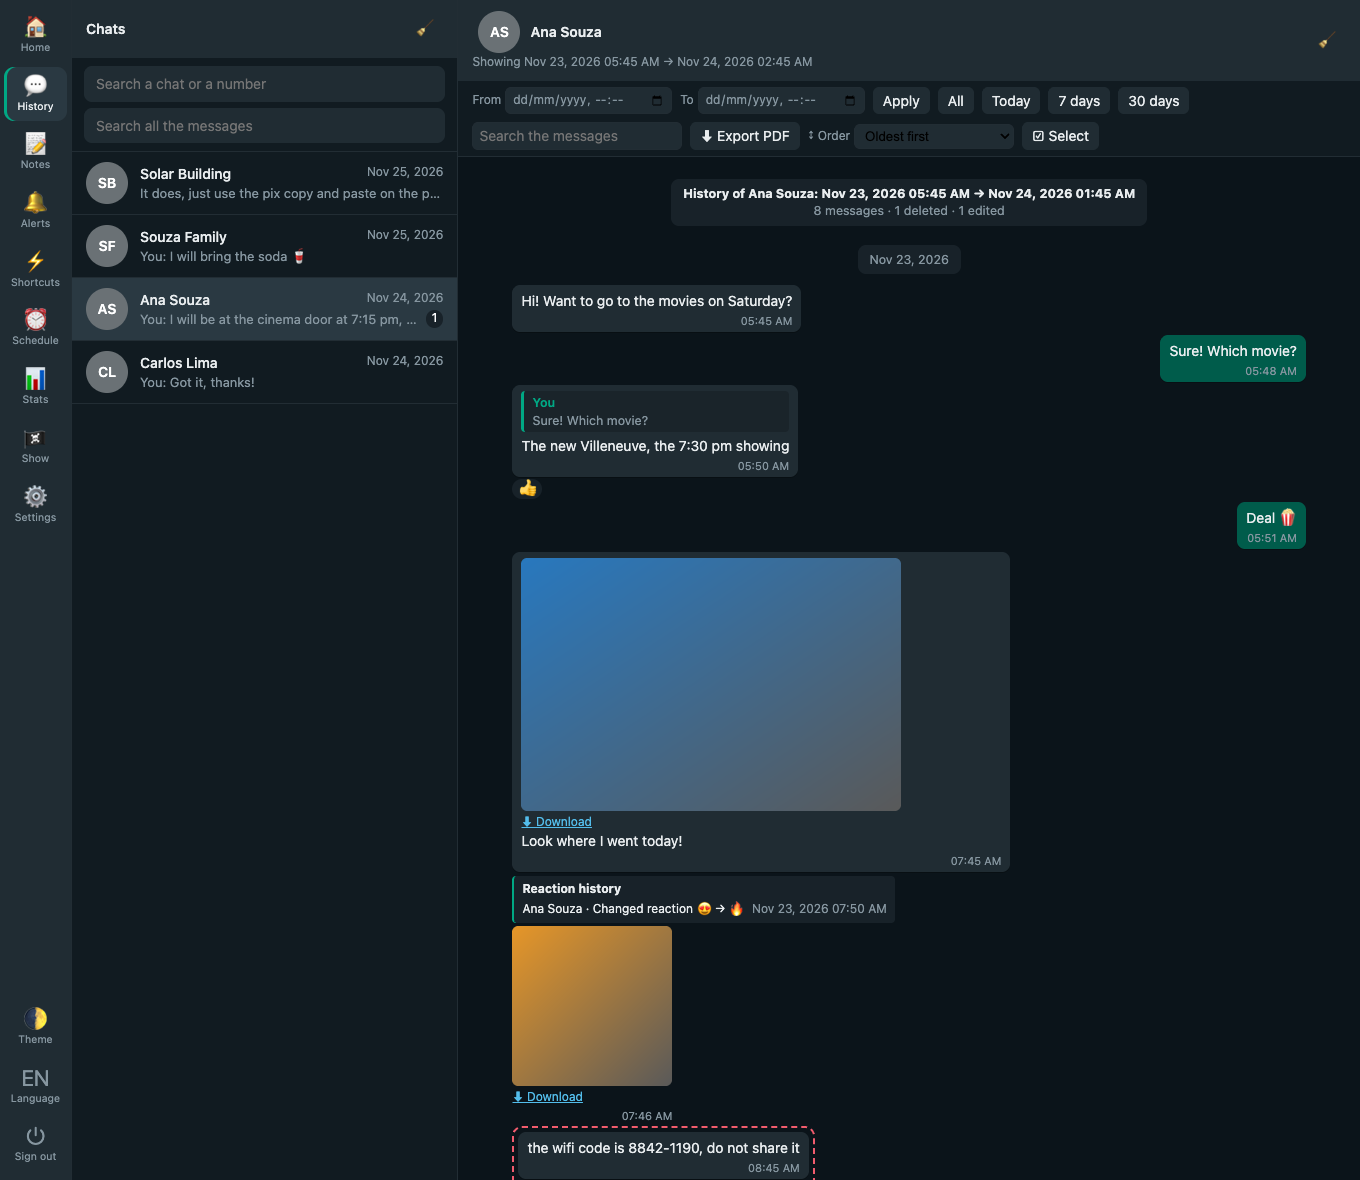 Home
History
Notes
Alerts
Shortcuts
Schedule
Stats
Show
Settings
Theme
EN
Language
Sign out
Chats
Search a chat or a number
Search all the messages
SB
Solar Building
Nov 25, 2026
It does, just use the pix copy and paste on the p...
SF
Souza Family
Nov 25, 2026
You: I will bring the soda 🥤
AS
Ana Souza
Nov 24, 2026
You: I will be at the cinema door at 7:15 pm, ...
1
CL
Carlos Lima
Nov 24, 2026
You: Got it, thanks!
AS
Ana Souza
Showing Nov 23, 2026 05:45 AM → Nov 24, 2026 02:45 AM
From dd/mm/yyyy, --:-- To dd/mm/yyyy, --:-- Apply All Today 7 days 30 days
Search the messages ⬇ Export PDF ↕ Order Oldest first ☑ Select
History of Ana Souza: Nov 23, 2026 05:45 AM → Nov 24, 2026 01:45 AM
8 messages · 1 deleted · 1 edited
Nov 23, 2026
Hi! Want to go to the movies on Saturday?
05:45 AM
Sure! Which movie?
05:48 AM
You
Sure! Which movie?
The new Villeneuve, the 7:30 pm showing
05:50 AM
👍
Deal 🍿
05:51 AM
⬇ Download
Look where I went today!
07:45 AM
Reaction history
Ana Souza · Changed reaction 😍 → 🔥 Nov 23, 2026 07:50 AM
⬇ Download
07:46 AM
the wifi code is 8842-1190, do not share it
08:45 AM